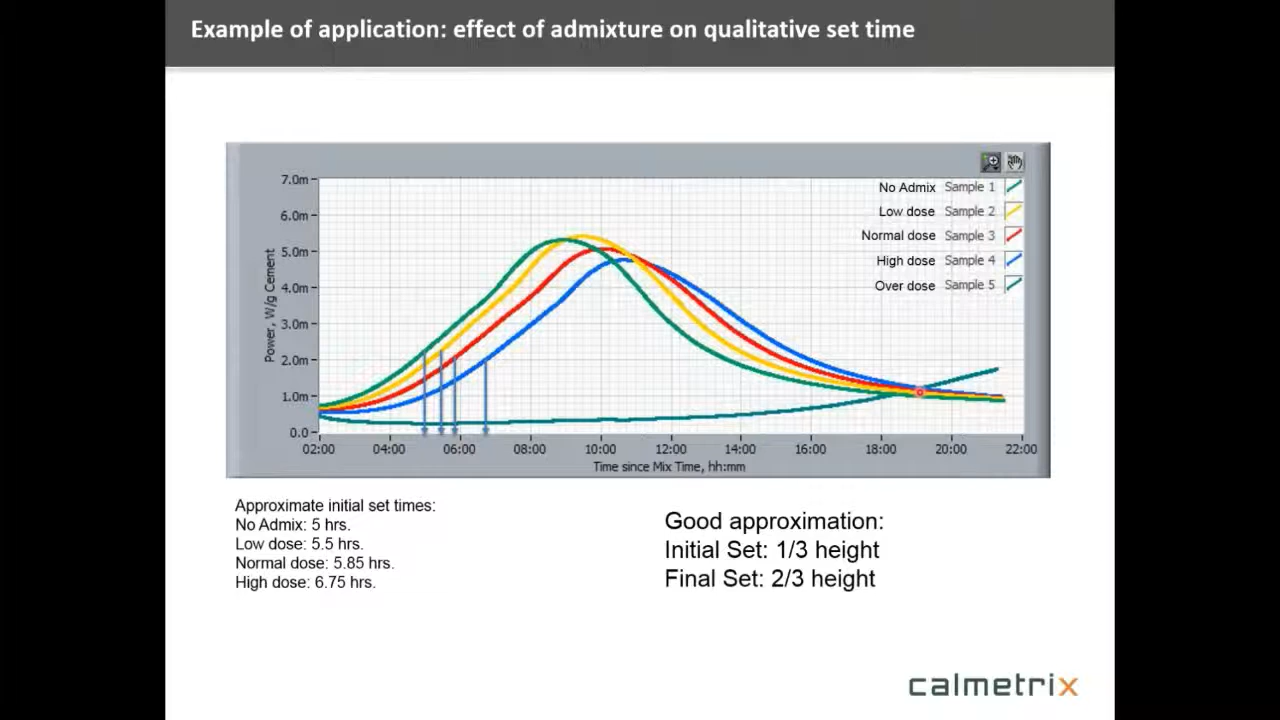 Example of application: effect of admixture on qualitative set time
7.0m
6.0m
5.0m
4.0m
3.0m
2.0m
1.0m
0.0
Power, W/g Cement
No Admix Sample 1
Low dose Sample 2
Normal dose Sample 3
High dose Sample 4
Over dose Sample 5
02:00 04:00 06:00 08:00 10:00 12:00 14:00 16:00 18:00 20:00 22:00
Time since Mix Time, hh:mm
Approximate initial set times:
No Admix: 5 hrs.
Low dose: 5.5 hrs.
Normal dose: 5.85 hrs.
High dose: 6.75 hrs.
Good approximation:
Initial Set: 1/3 height
Final Set: 2/3 height
calmetrix